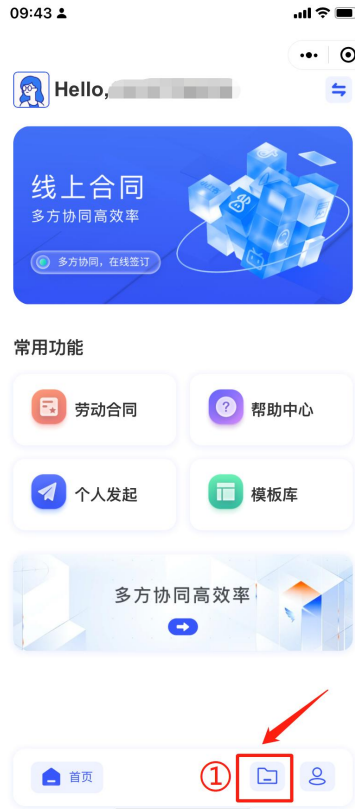 09:43
Hello,
线上合同
多方协同高效率
多方协同，在线签订
常用功能
劳动合同
帮助中心
个人发起
模板库
多方协同高效率
首页
①